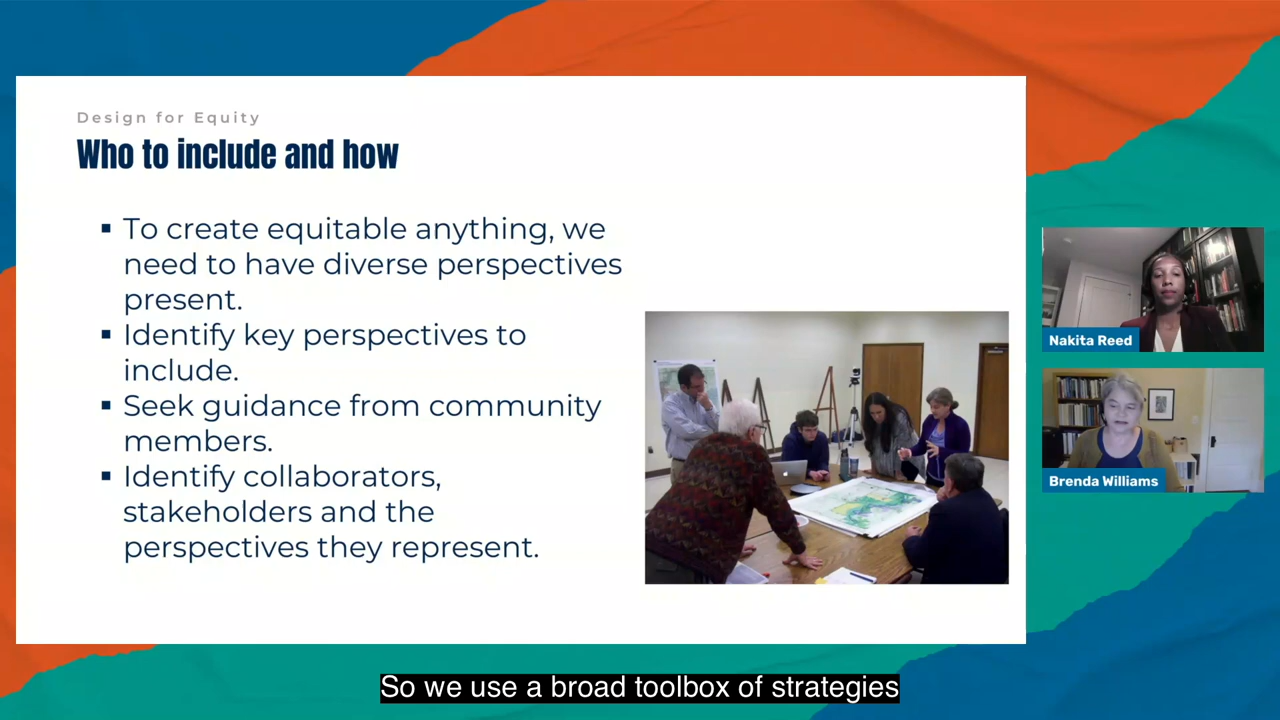 Design for Equity
Who to include and how
▪ To create equitable anything, we
need to have diverse perspectives
present.
▪ Identify key perspectives to
include.
▪ Seek guidance from community
members.
▪ Identify collaborators,
stakeholders and the
perspectives they represent.
Nakita Reed
Brenda Williams
So we use a broad toolbox of strategies